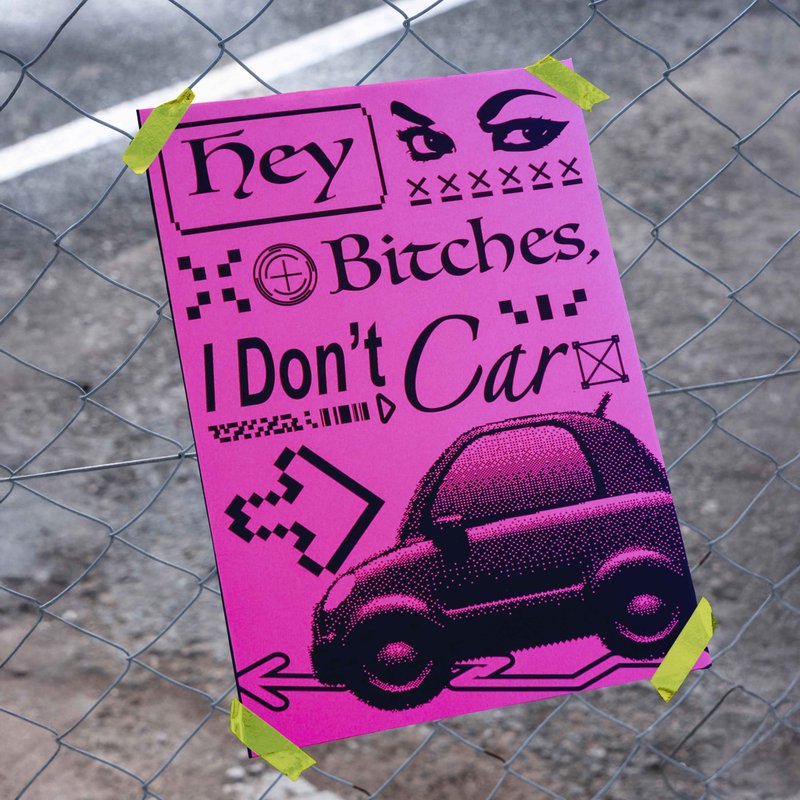 Hey
Bitches,
I Don't Car